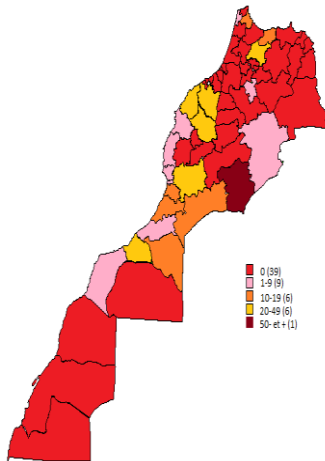 0 (39)
1-9 (9)
10-19 (6)
20-49 (6)
50- et + (1)